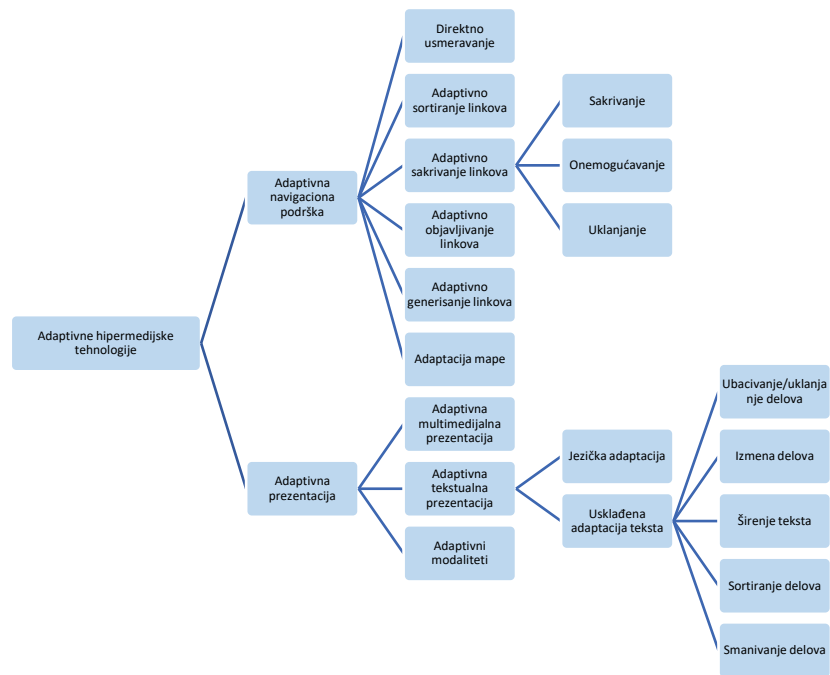 Direktno
usmeravanje
Adaptivno
sortiranje linkova
Sakrivanje
Adaptivno
sakrivanje linkova
Onemogućavanje
Adaptivna
navigaciona
podrška
Adaptivno
objavljivanje
linkova
Uklanjanje
Adaptivno
generisanje linkova
Adaptivne hipermedijske
tehnologije
Adaptacija mape
Ubacivanje/uklanja
nje delova
Adaptivna
multimedijalna
prezentacija
Jezička adaptacija
Izmena delova
Adaptivna
prezentacija
Adaptivna
tekstualna
prezentacija
Usklađena
adaptacija teksta
Širenje teksta
Adaptivni
modaliteti
Sortiranje delova
Smanivanje delova